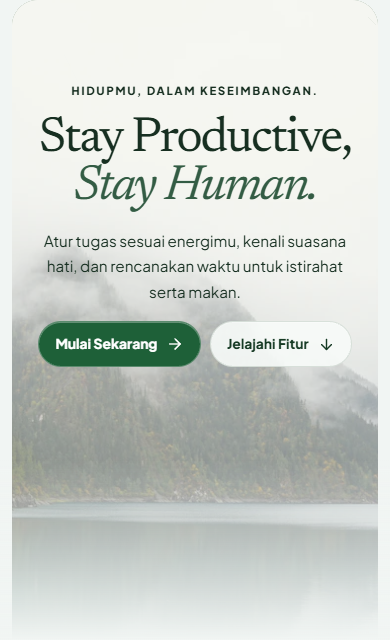 HIDUPMU, DALAM KESEIMBANGAN.
Stay Productive,
Stay Human.
Atur tugas sesuai energimu, kenali suasana
hati, dan rencanakan waktu untuk istirahat
serta makan.
Mulai Sekarang →
Jelajahi Fitur ↓